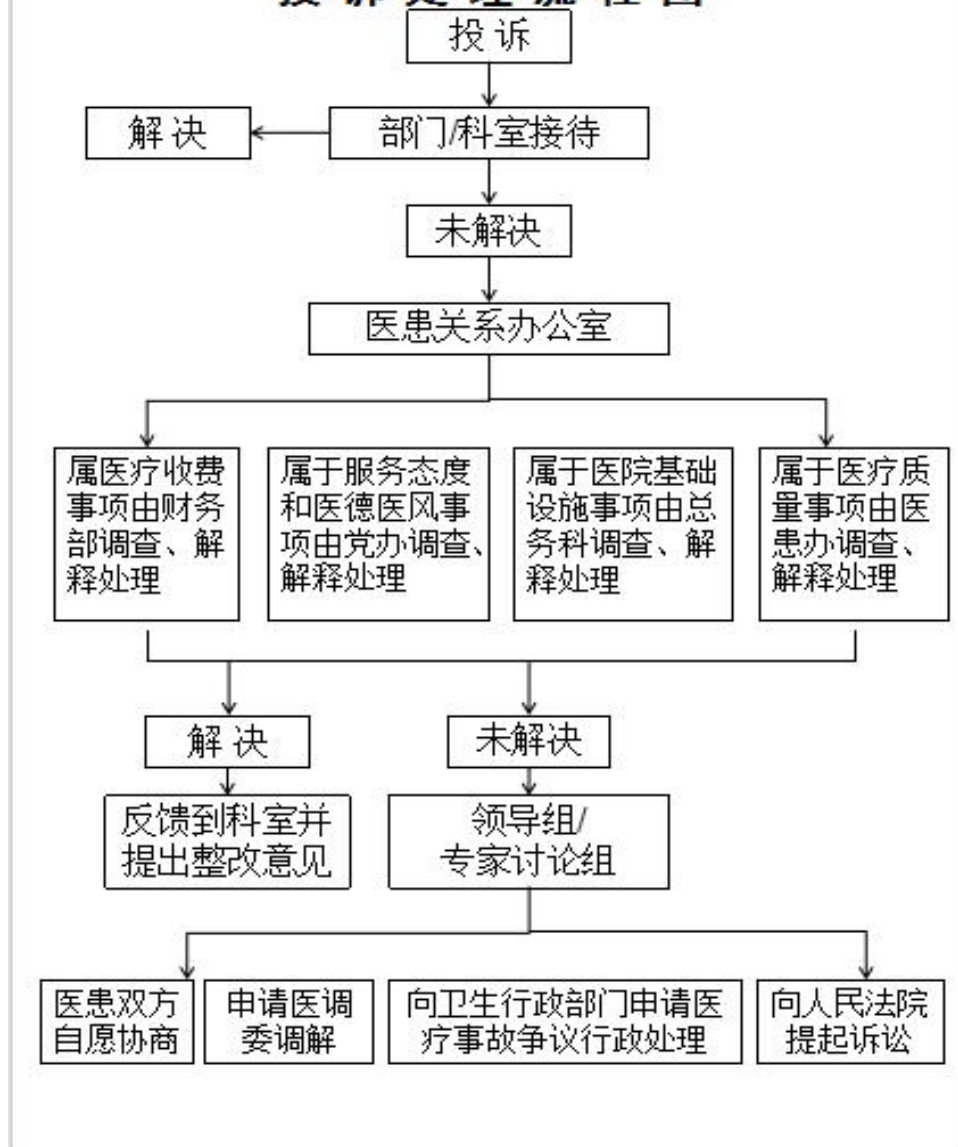 投 诉
解 决
部门/科室接待
未解决
医患关系办公室
属医疗收费
事项由财务
部调查、解
释处理
属于服务态度
和医德医风事
项由党办调查、
解释处理
属于医院基础
设施事项由总
务科调查、解
释处理
属于医疗质
量事项由医
患办调查、
解释处理
解 决
未解决
反馈到科室并
提出整改意见
领导组/
专家讨论组
医患双方
自愿协商
申请医调
委调解
向卫生行政部门申请医
疗事故争议行政处理
向人民法院
提起诉讼